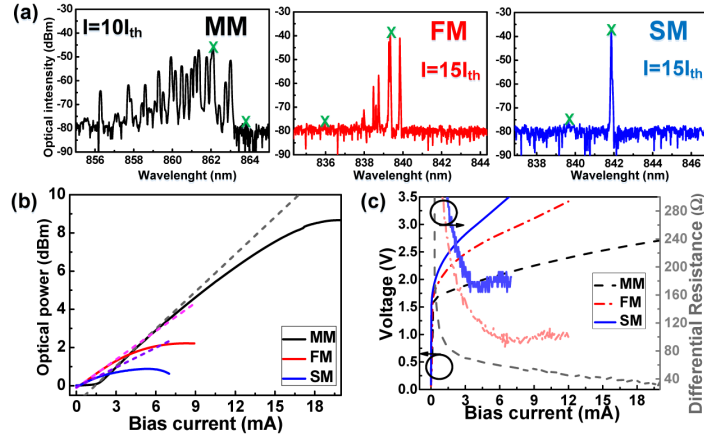 (a)
I=10Ith MM
FM
I=15Ith
SM
I=15Ith
Optical intesnsity (dBm)
-30
-40
-50
-60
-70
-80
-90
X
X
856 858 860 862 864
Wavelenght (nm)
-30
-40
-50
-60
-70
-80
-90
X
X
836 838 840 842 844
Wavelenght (nm)
-30
-40
-50
-60
-70
-80
-90
X
X
838 840 842 844 846
Wavelenght (nm)
(b)
Optical power (dBm)
10
8
6
4
2
0
MM
FM
SM
0 3 6 9 12 15 18
Bias current (mA)
(c)
Voltage (V)
3.5
3.0
2.5
2.0
1.5
1.0
0.5
0.0
MM
FM
SM
0 3 6 9 12 15 18
Bias current (mA)
280
240
200
160
120
80
40
Differential Resistance (Ω)